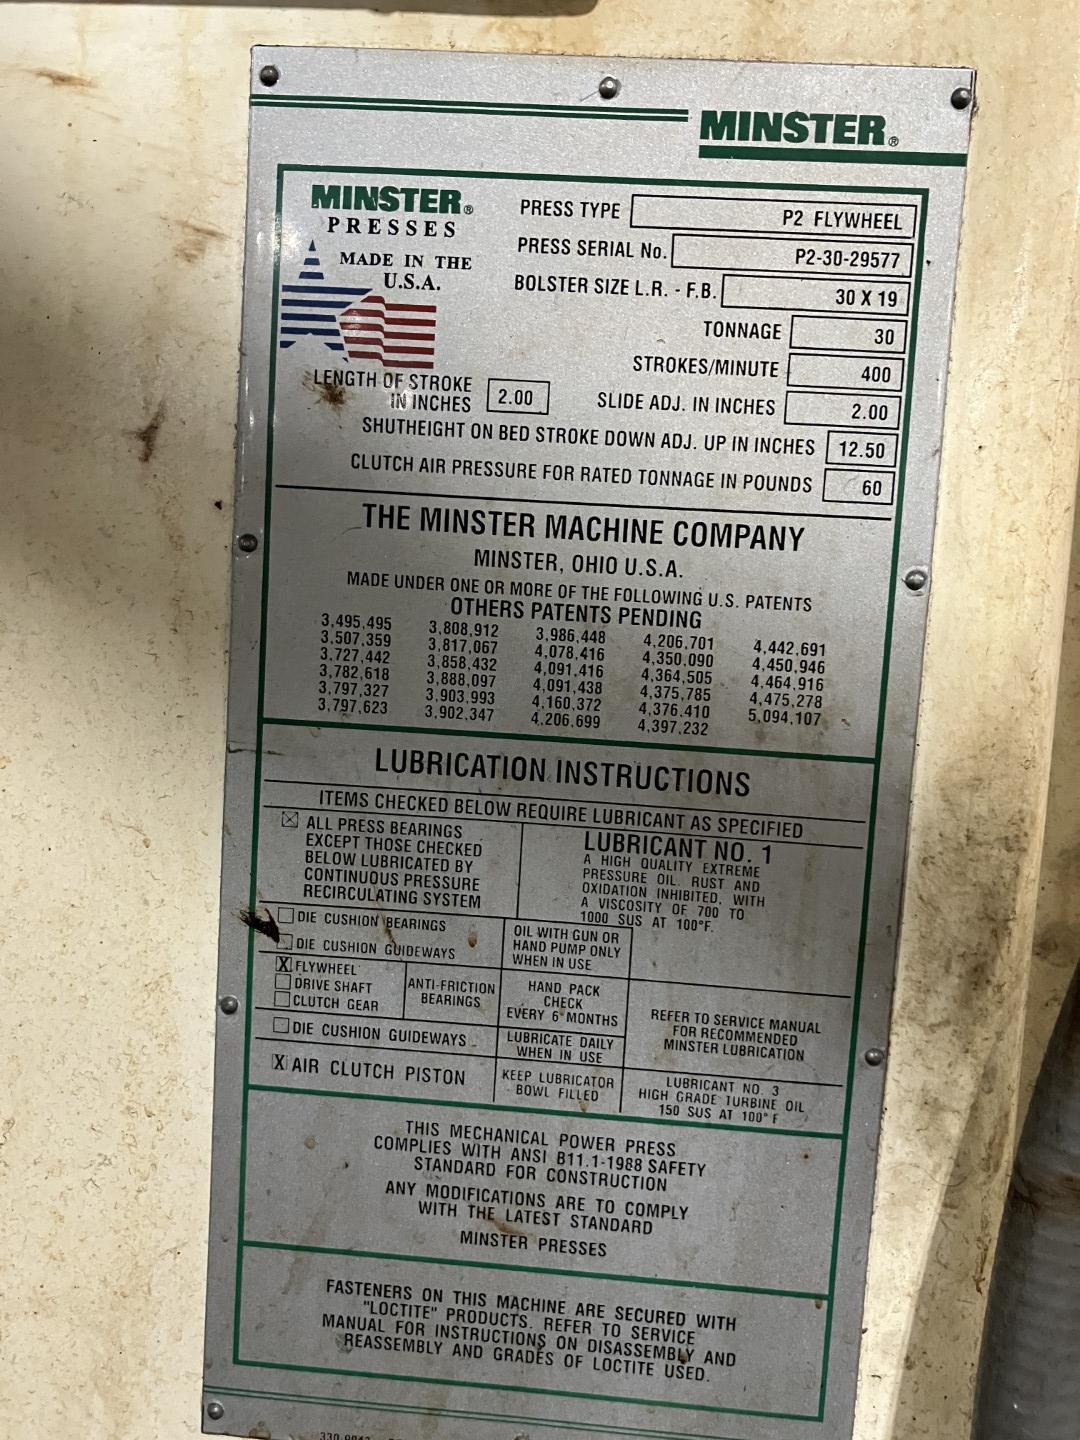 MINSTER®
MINSTER®
PRESSES
MADE IN THE
U.S.A.
PRESS TYPE P2 FLYWHEEL
PRESS SERIAL No. P2-30-29577
BOLSTER SIZE L.R. - F.B. 30 X 19
TONNAGE 30
STROKES/MINUTE 400
LENGTH OF STROKE
IN INCHES 2.00
SLIDE ADJ. IN INCHES 2.00
SHUTHEIGHT ON BED STROKE DOWN ADJ. UP IN INCHES 12.50
CLUTCH AIR PRESSURE FOR RATED TONNAGE IN POUNDS 60
THE MINSTER MACHINE COMPANY
MINSTER, OHIO U.S.A.
MADE UNDER ONE OR MORE OF THE FOLLOWING U.S. PATENTS
OTHERS PATENTS PENDING
3,495,495 3,808,912 3,986,448 4,206,701 4,442,691
3,507,359 3,817,067 4,078,416 4,350,090 4,450,946
3,727,442 3,858,432 4,091,416 4,364,505 4,464,916
3,782,618 3,888,097 4,091,438 4,375,785 4,475,278
3,797,327 3,903,993 4,160,372 4,376,410 5,094,107
3,797,623 3,902,347 4,206,699 4,397,232
LUBRICATION INSTRUCTIONS
ITEMS CHECKED BELOW REQUIRE LUBRICANT AS SPECIFIED
☒ ALL PRESS BEARINGS
EXCEPT THOSE CHECKED
BELOW LUBRICATED BY
CONTINUOUS PRESSURE
RECIRCULATING SYSTEM
LUBRICANT NO. 1
A HIGH QUALITY EXTREME
PRESSURE OIL. RUST AND
OXIDATION INHIBITED, WITH
A VISCOSITY OF 700 TO
1000 SUS AT 100°F.
☐ DIE CUSHION BEARINGS
☐ DIE CUSHION GUIDEWAYS
OIL WITH GUN OR
HAND PUMP ONLY
WHEN IN USE
☒ FLYWHEEL
☐ DRIVE SHAFT
☐ CLUTCH GEAR
ANTI-FRICTION
BEARINGS
HAND PACK
CHECK
EVERY 6 MONTHS
REFER TO SERVICE MANUAL
FOR RECOMMENDED
MINSTER LUBRICATION
☐ DIE CUSHION GUIDEWAYS
LUBRICATE DAILY
WHEN IN USE
☒ AIR CLUTCH PISTON
KEEP LUBRICATOR
BOWL FILLED
LUBRICANT NO. 3
HIGH GRADE TURBINE OIL
150 SUS AT 100° F
THIS MECHANICAL POWER PRESS
COMPLIES WITH ANSI B11.1-1988 SAFETY
STANDARD FOR CONSTRUCTION
ANY MODIFICATIONS ARE TO COMPLY
WITH THE LATEST STANDARD
MINSTER PRESSES
FASTENERS ON THIS MACHINE ARE SECURED WITH
"LOCTITE" PRODUCTS. REFER TO SERVICE
MANUAL FOR INSTRUCTIONS ON DISASSEMBLY AND
REASSEMBLY AND GRADES OF LOCTITE USED.